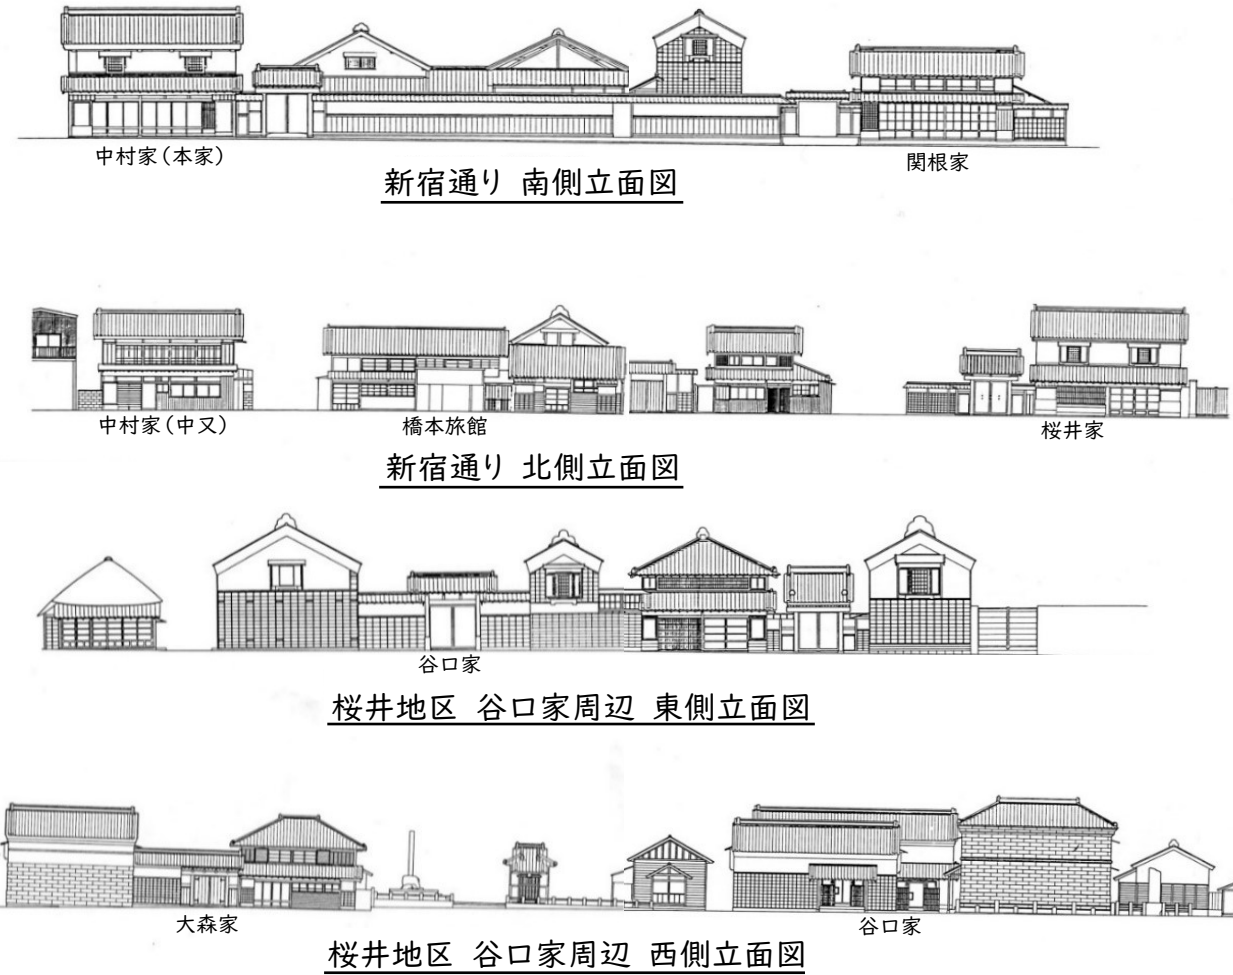 中村家(本家)
関根家
新宿通り 南側立面図
中村家(中又)
橋本旅館
桜井家
新宿通り 北側立面図
谷口家
桜井地区 谷口家周辺 東側立面図
大森家
谷口家
桜井地区 谷口家周辺 西側立面図